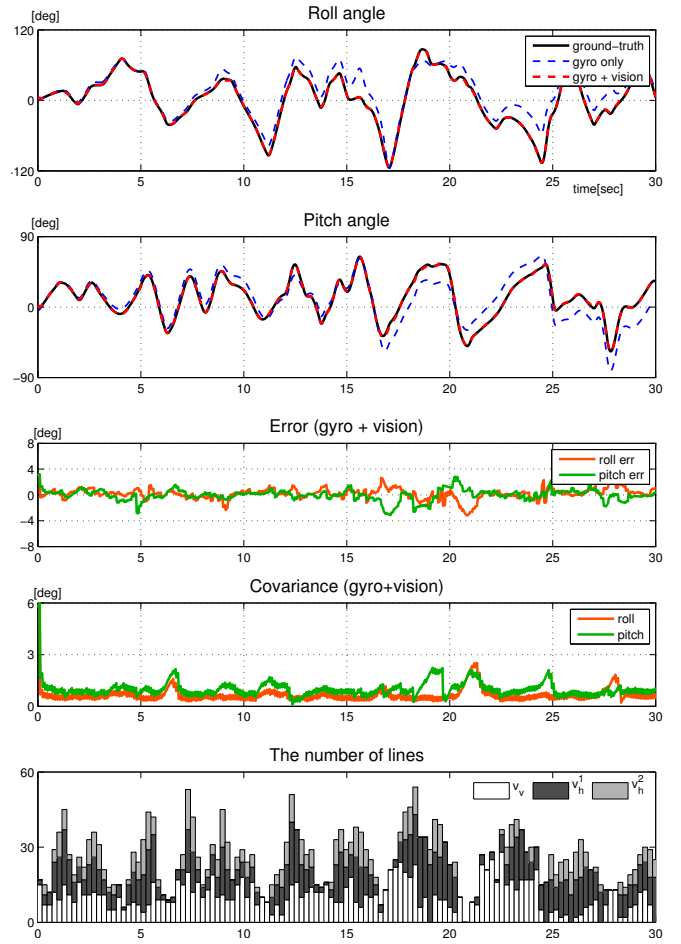 Roll angle
[deg]
120
0
-120
ground-truth
gyro only
gyro + vision
0 5 10 15 20 25 30
time[sec]
Pitch angle
[deg]
90
0
−90
0 5 10 15 20 25 30
Error (gyro + vision)
[deg]
8
4
0
−4
−8
roll err
pitch err
0 5 10 15 20 25 30
Covariance (gyro+vision)
[deg]
6
3
0
roll
pitch
0 5 10 15 20 25 30
The number of lines
60
30
0
v_v v_h^1 v_h^2
0 5 10 15 20 25 30